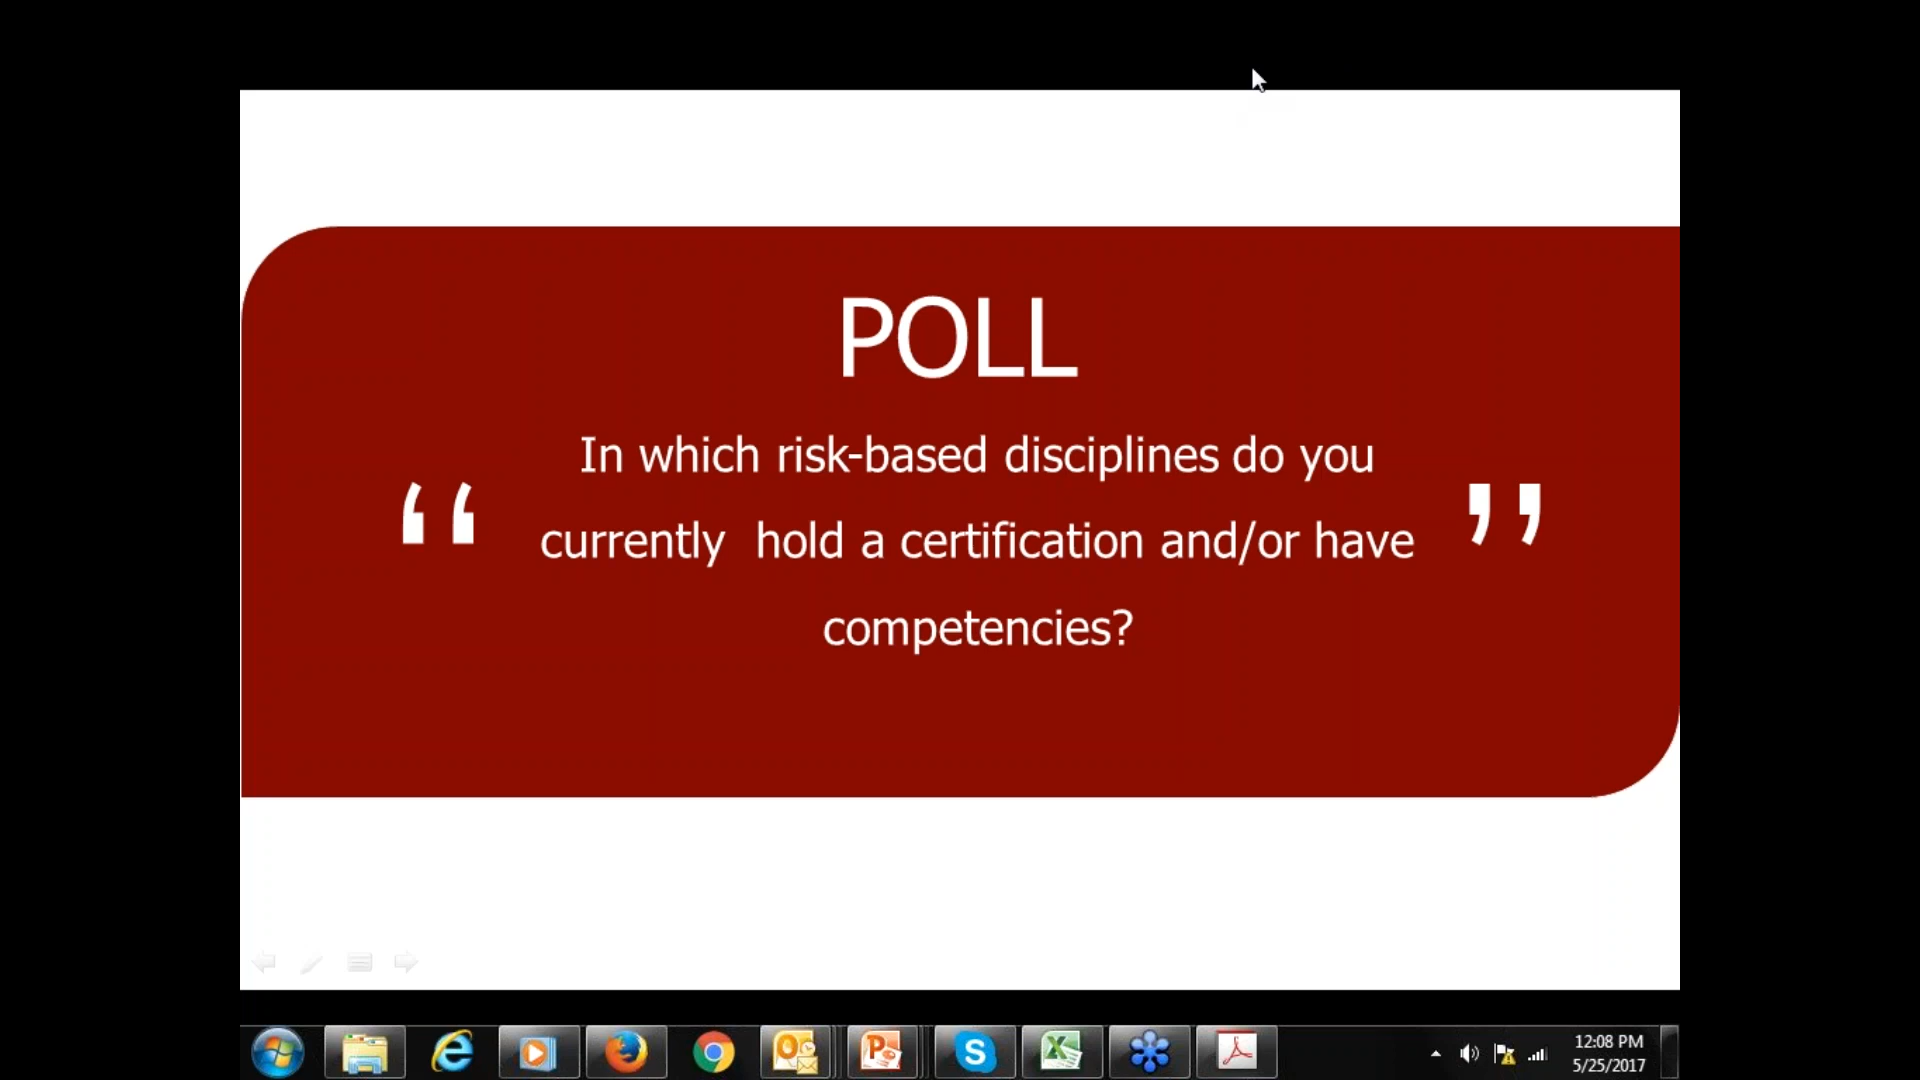 POLL
In which risk-based disciplines do you
“ currently  hold a certification and/or have ”
competencies?
12:08 PM
5/25/2017